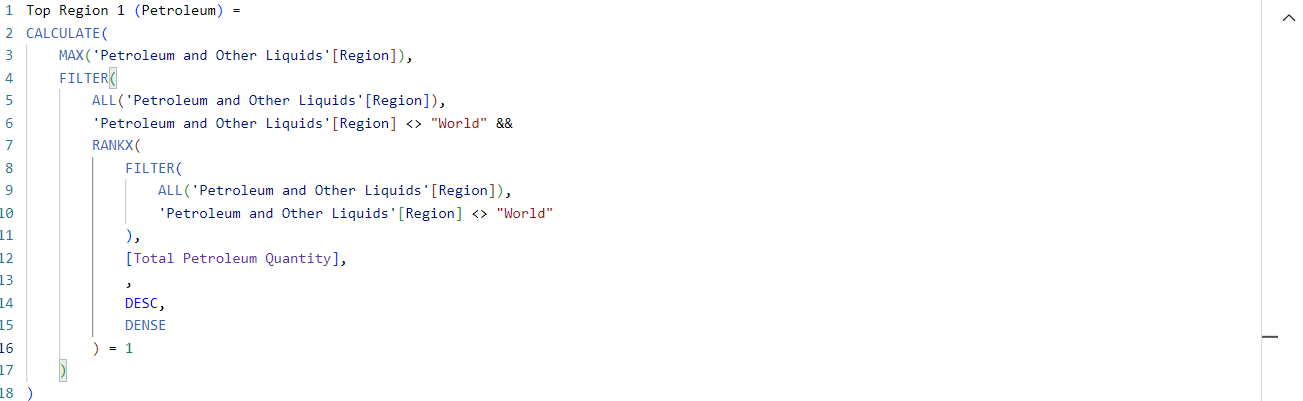 1 Top Region 1 (Petroleum) =
2 CALCULATE(
3     MAX('Petroleum and Other Liquids'[Region]),
4     FILTER(
5         ALL('Petroleum and Other Liquids'[Region]),
6         'Petroleum and Other Liquids'[Region] <> "World" &&
7         RANKX(
8             FILTER(
9                 ALL('Petroleum and Other Liquids'[Region]),
10                 'Petroleum and Other Liquids'[Region] <> "World"
11             ),
12             [Total Petroleum Quantity],
13             ,
14             DESC,
15             DENSE
16         ) = 1
17     )
18 )